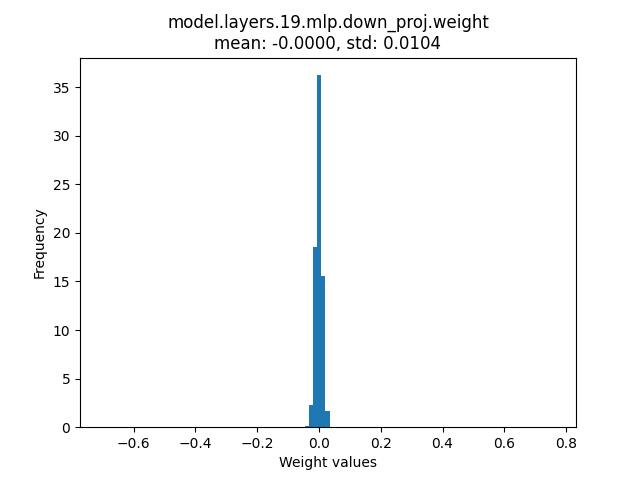 model.layers.19.mlp.down_proj.weight
mean: -0.0000, std: 0.0104
35
30
25
20
15
10
5
0
Frequency
−0.6 −0.4 −0.2 0.0 0.2 0.4 0.6 0.8
Weight values